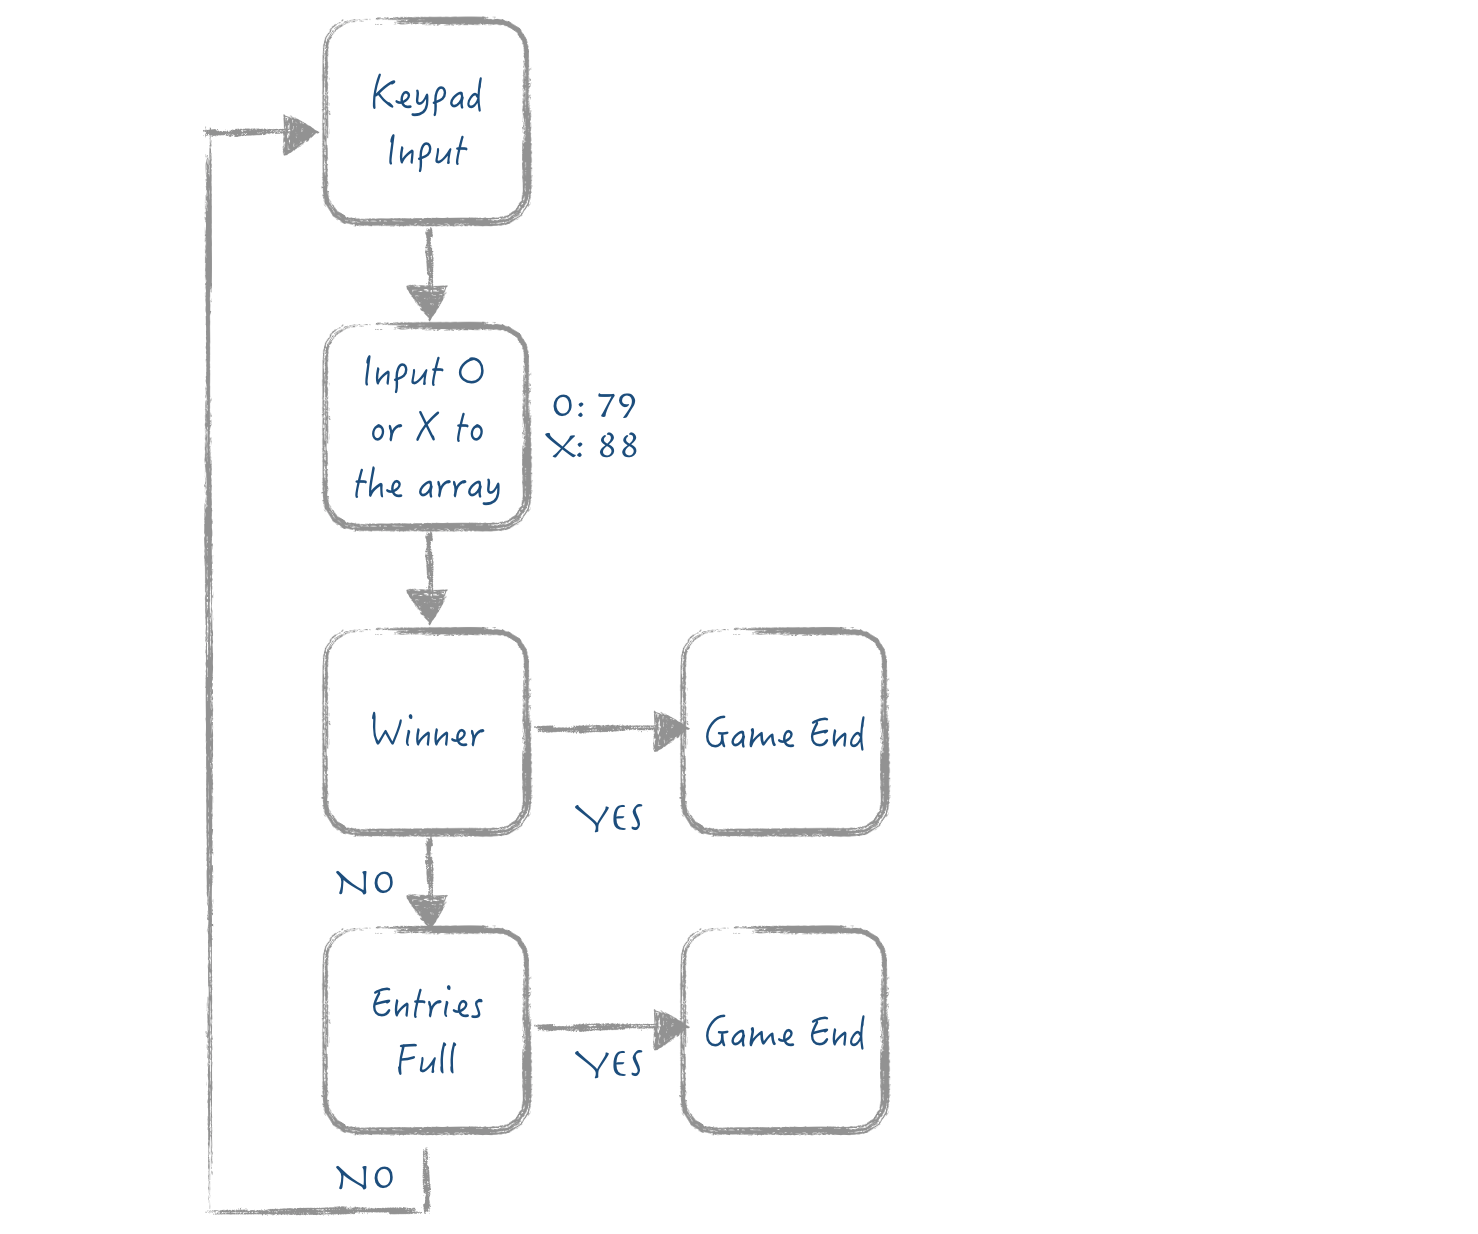 Keypad
Input
Input O
or X to
the array
O: 79
X: 88
Winner
Game End
YES
NO
Entries
Full
Game End
YES
NO